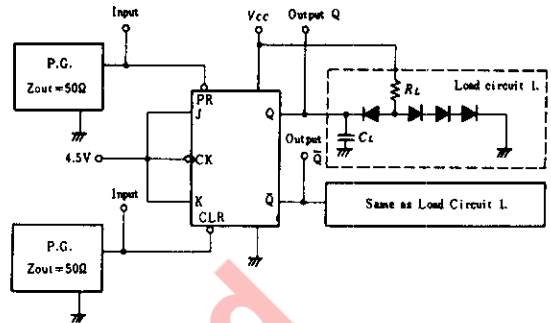 Input
Vcc
Output Q
P.G.
Zout=50Ω
PR
J
Q
RL
Load circuit 1.
CL
4.5V
CK
Output
Q̅
Input
K
CLR
Q̅
Same as Load Circuit 1.
P.G.
Zout=50Ω